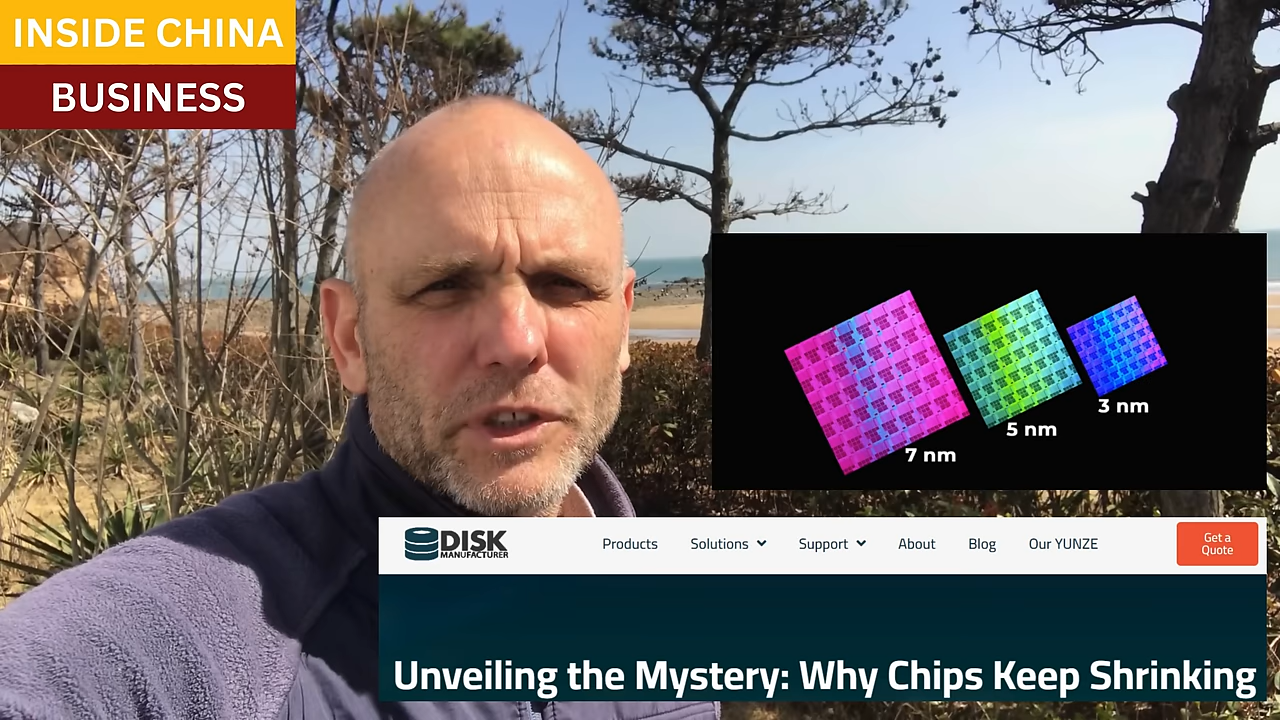 INSIDE CHINA
BUSINESS
7 nm
5 nm
3 nm
DISK
MANUFACTURER
Products
Solutions
Support
About
Blog
Our YUNZE
Get a
Quote
Unveiling the Mystery: Why Chips Keep Shrinking